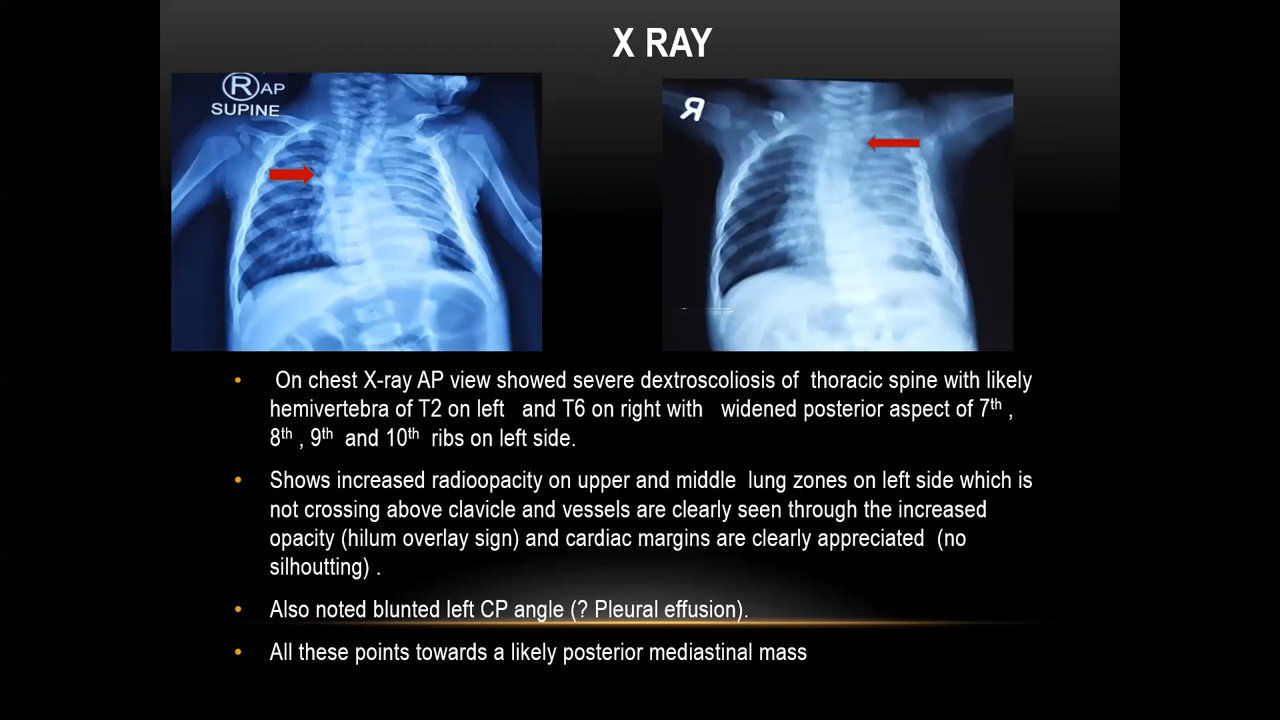 X RAY
R AP
SUPINE
R
• On chest X-ray AP view showed severe dextroscoliosis of thoracic spine with likely
hemivertebra of T2 on left and T6 on right with widened posterior aspect of 7th ,
8th , 9th and 10th ribs on left side.
• Shows increased radioopacity on upper and middle lung zones on left side which is
not crossing above clavicle and vessels are clearly seen through the increased
opacity (hilum overlay sign) and cardiac margins are clearly appreciated (no
silhoutting) .
• Also noted blunted left CP angle (? Pleural effusion).
• All these points towards a likely posterior mediastinal mass